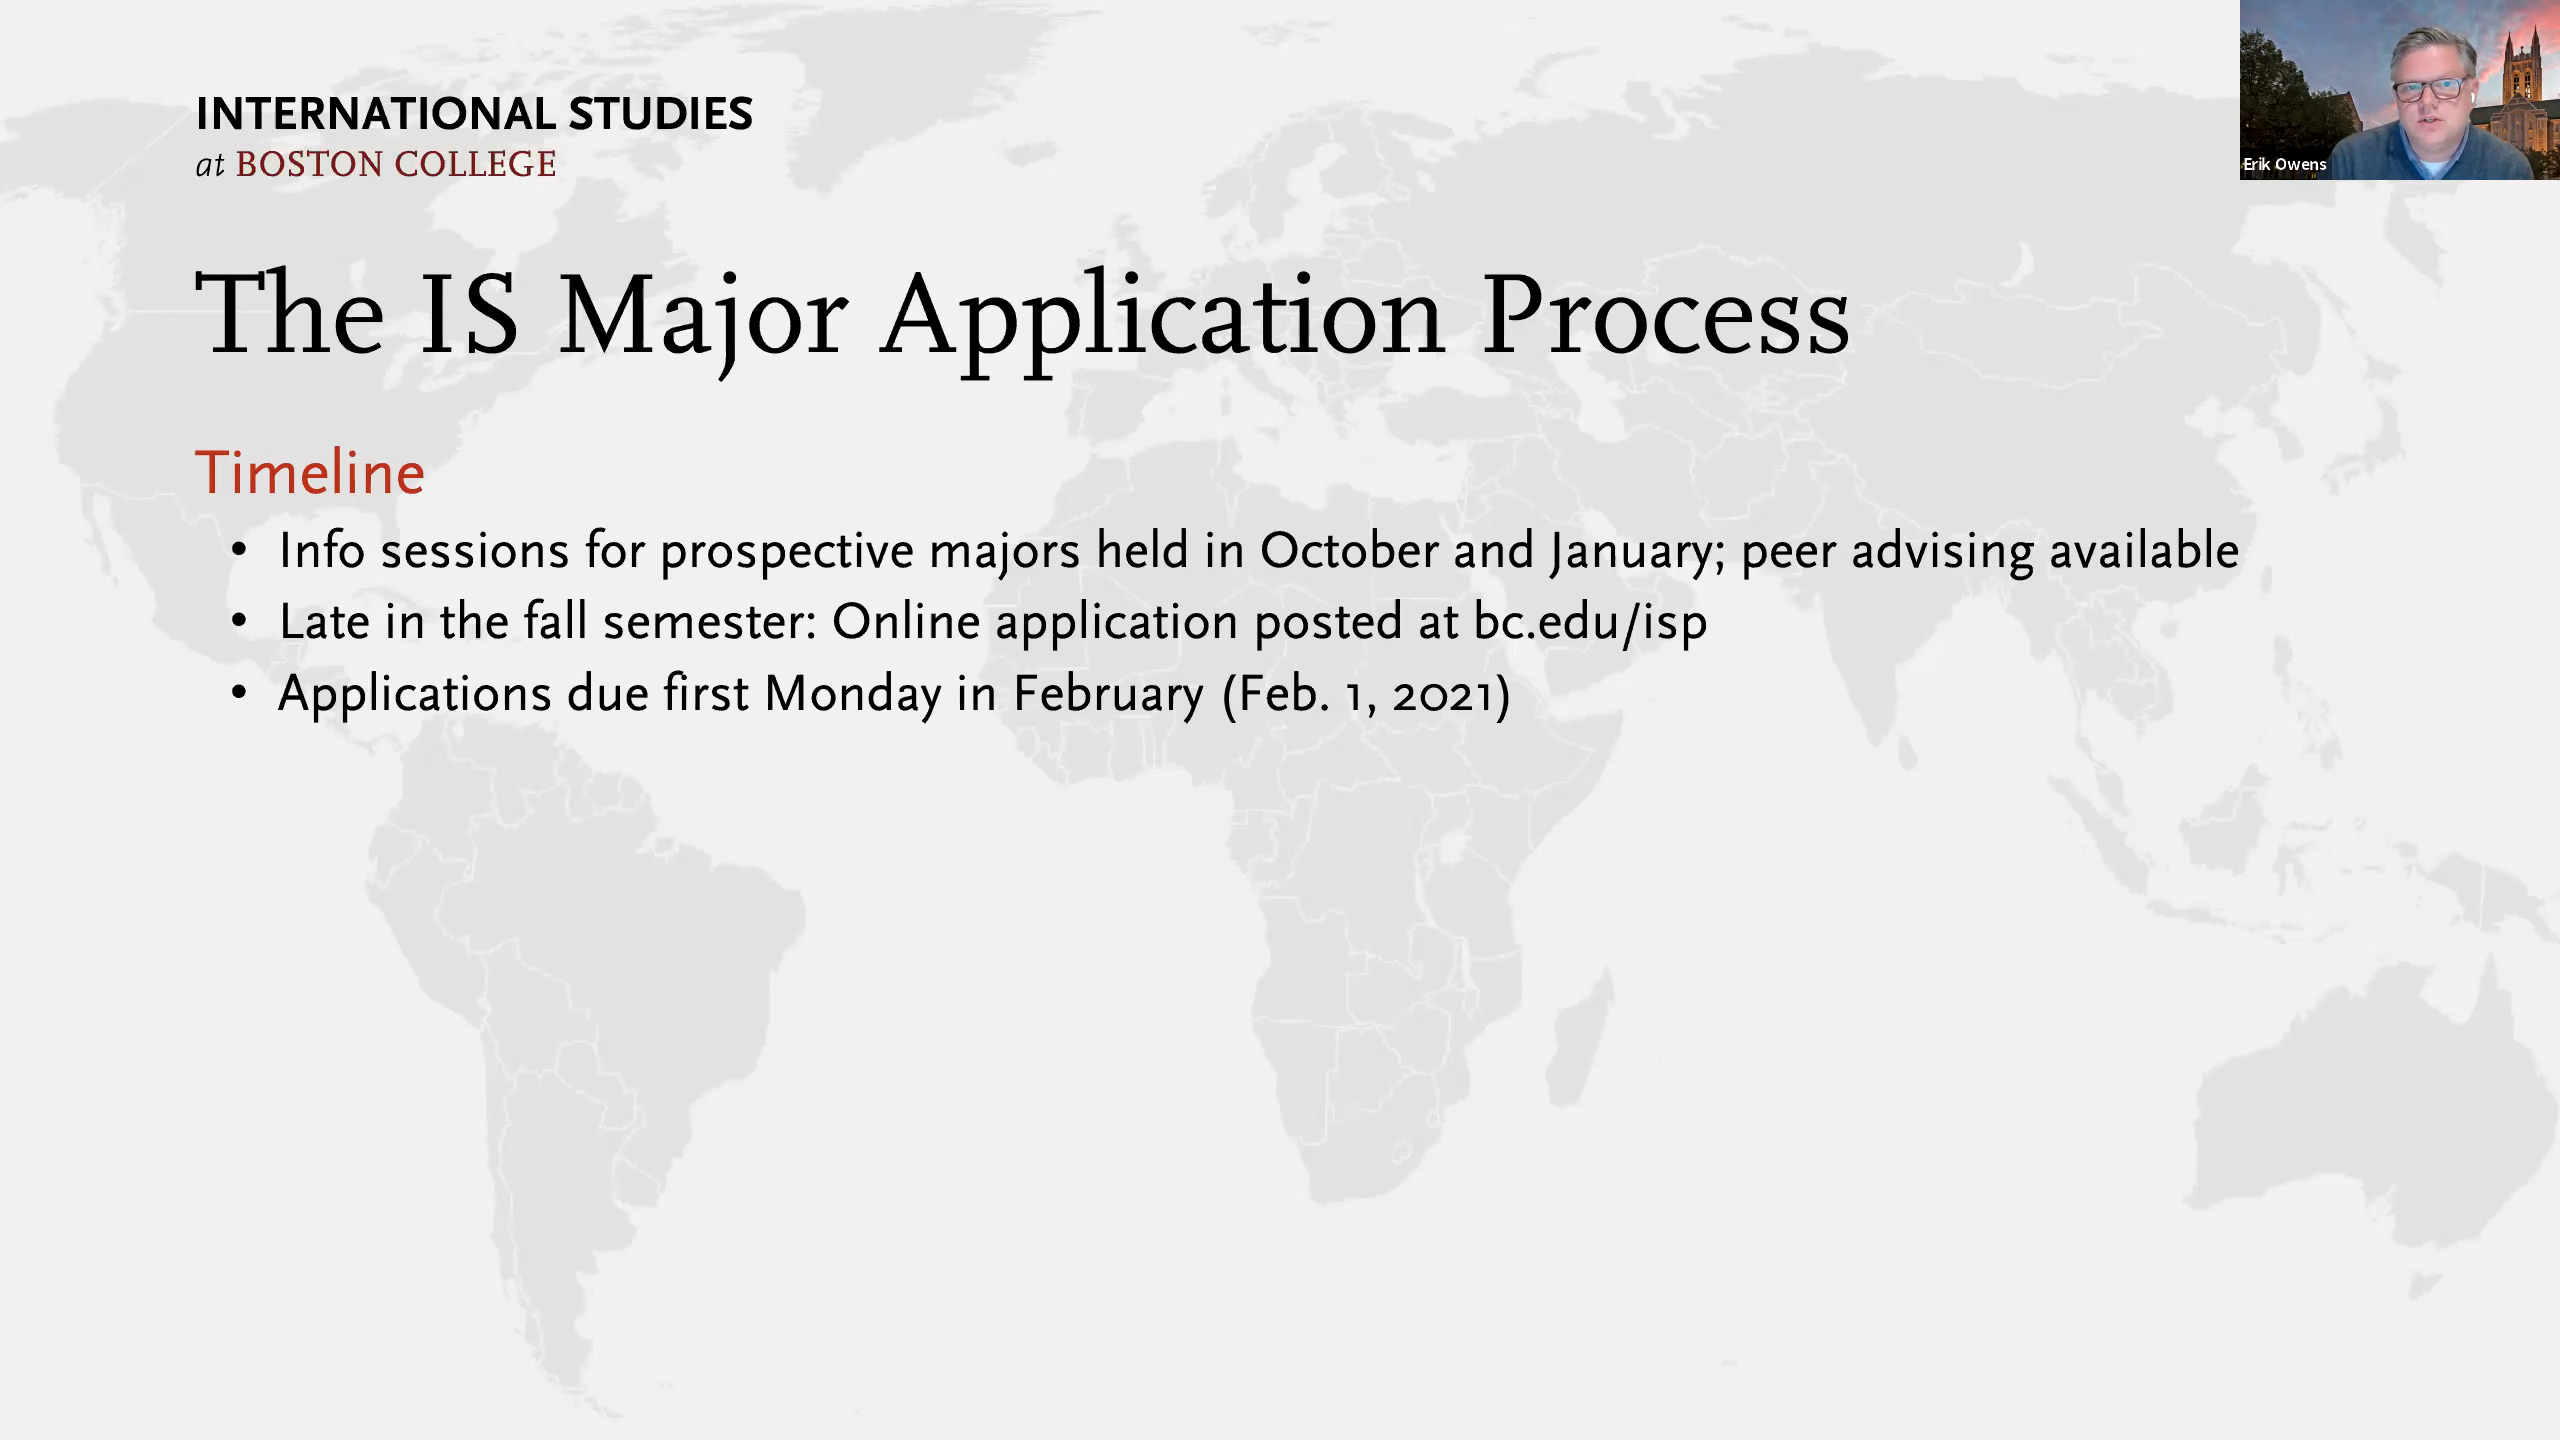 INTERNATIONAL STUDIES
at BOSTON COLLEGE
Erik Owens
The IS Major Application Process
Timeline
• Info sessions for prospective majors held in October and January; peer advising available
• Late in the fall semester: Online application posted at bc.edu/isp
• Applications due first Monday in February (Feb. 1, 2021)